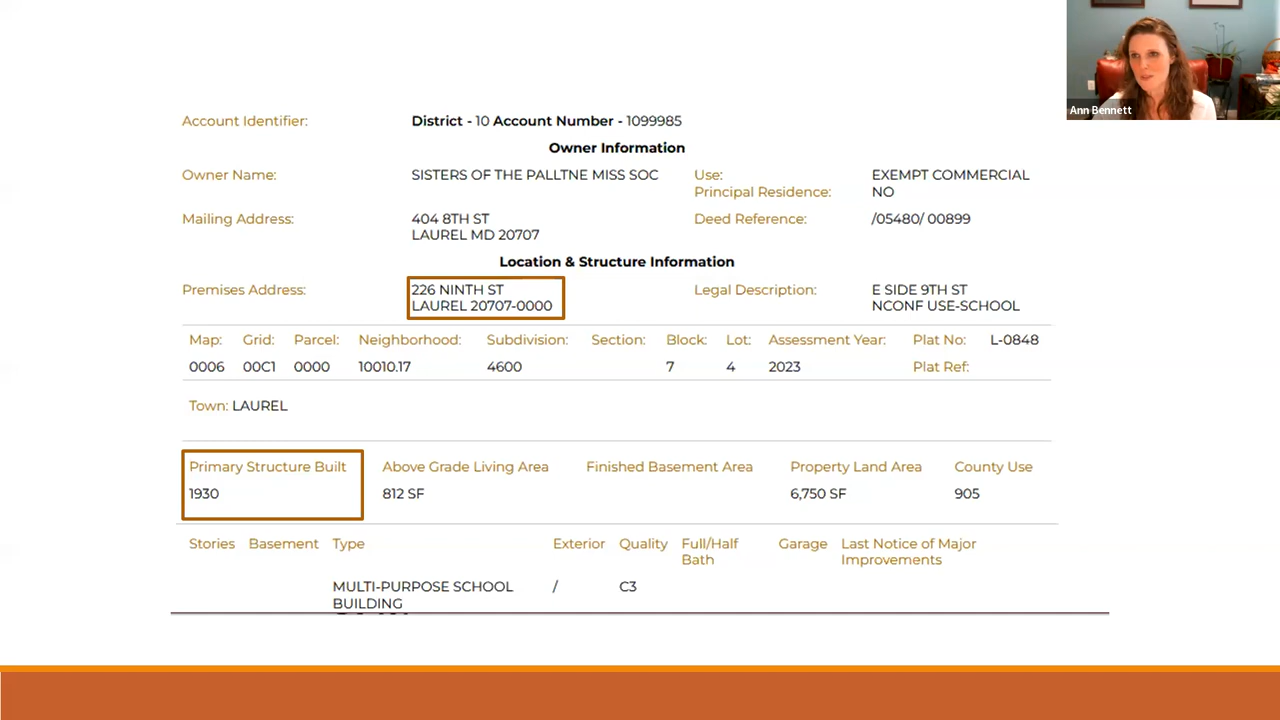 Ann Bennett
Account Identifier: District - 10 Account Number - 1099985
Owner Information
Owner Name: SISTERS OF THE PALLTNE MISS SOC Use: EXEMPT COMMERCIAL
Principal Residence: NO
Mailing Address: 404 8TH ST Deed Reference: /05480/ 00899
LAUREL MD 20707
Location & Structure Information
Premises Address: 226 NINTH ST Legal Description: E SIDE 9TH ST
LAUREL 20707-0000 NCONF USE-SCHOOL
Map: Grid: Parcel: Neighborhood: Subdivision: Section: Block: Lot: Assessment Year: Plat No: L-0848
0006 00C1 0000 10010.17 4600 7 4 2023 Plat Ref:
Town: LAUREL
Primary Structure Built Above Grade Living Area Finished Basement Area Property Land Area County Use
1930 812 SF 6,750 SF 905
Stories Basement Type Exterior Quality Full/Half Garage Last Notice of Major
Bath Improvements
MULTI-PURPOSE SCHOOL / C3
BUILDING